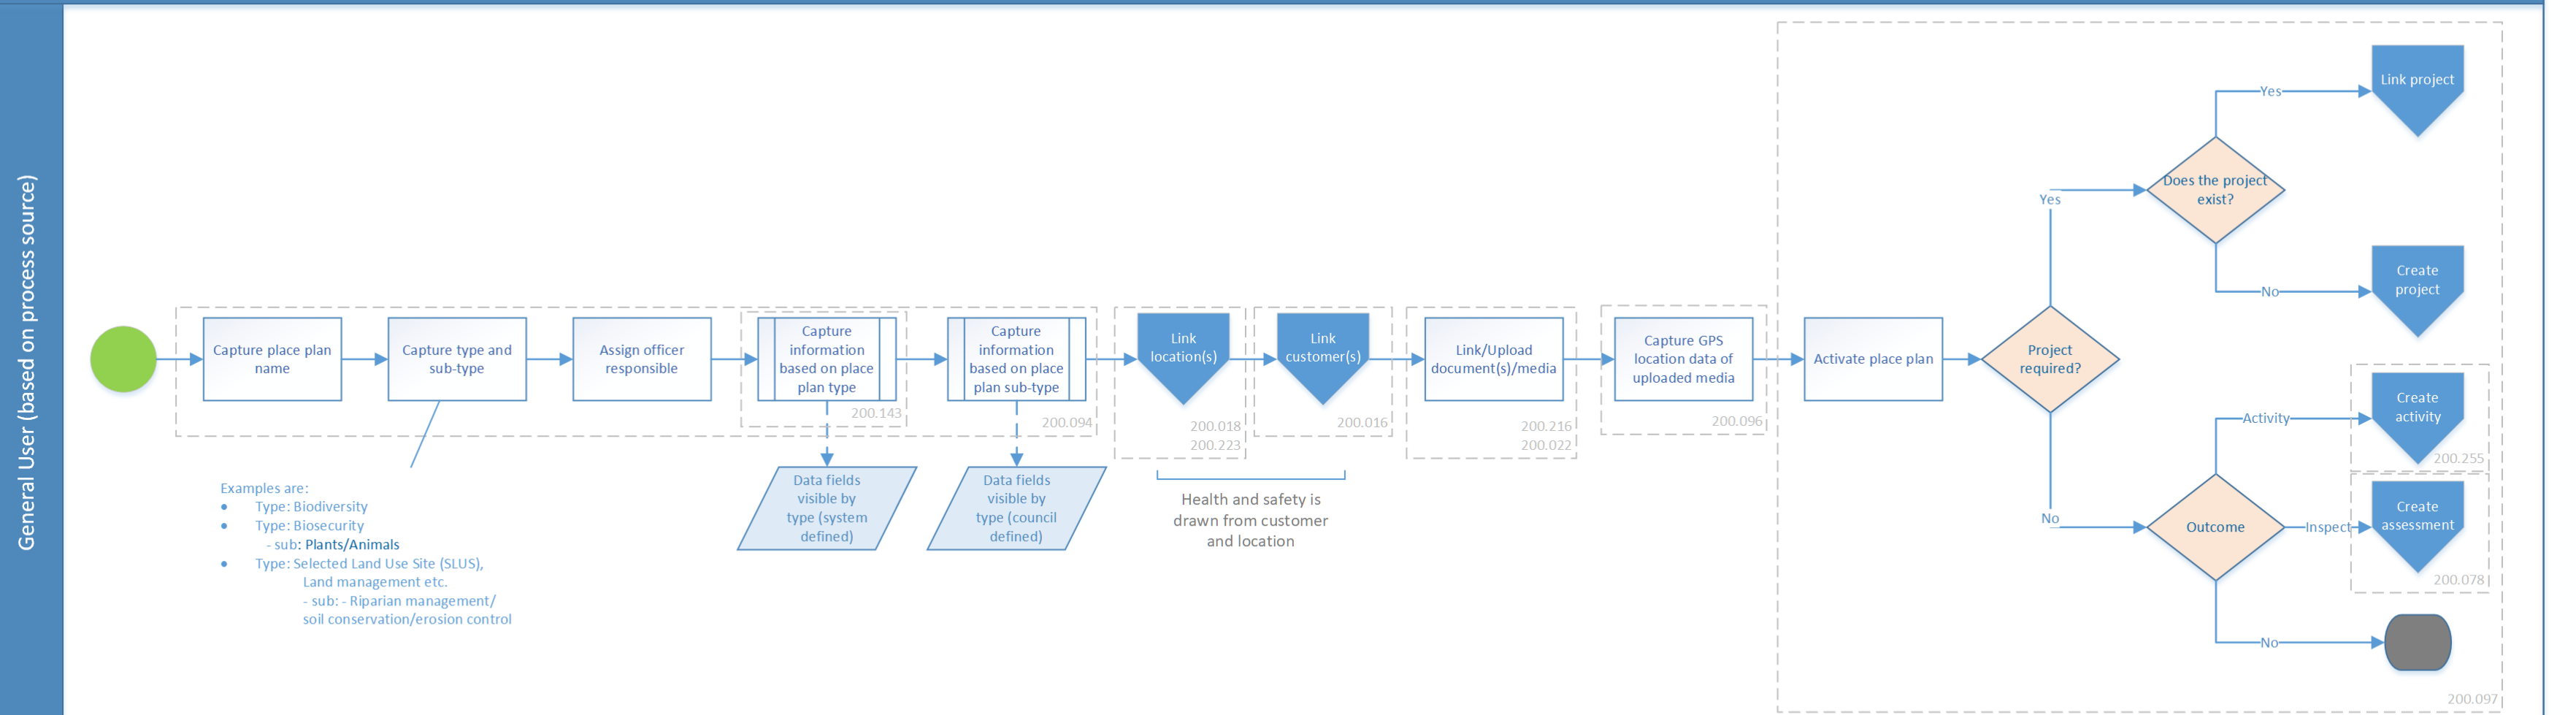 General User (based on process source)
Capture place plan
name
Capture type and
sub-type
Assign officer
responsible
Capture
information
based on place
plan type
200.143
Capture
information
based on place
plan sub-type
200.094
Link
location(s)
200.018
200.223
Link
customer(s)
200.016
Link/Upload
document(s)/media
200.216
200.022
Capture GPS
location data of
uploaded media
200.096
Activate place plan
Project
required?
Yes
Does the project
exist?
Yes
Link project
No
Create
project
No
Outcome
Activity
Create
activity
200.255
Inspect
Create
assessment
200.078
No
200.097
Examples are:
● Type: Biodiversity
● Type: Biosecurity
- sub: Plants/Animals
● Type: Selected Land Use Site (SLUS),
Land management etc.
- sub: - Riparian management/
soil conservation/erosion control
Data fields
visible by
type (system
defined)
Data fields
visible by
type (council
defined)
Health and safety is
drawn from customer
and location